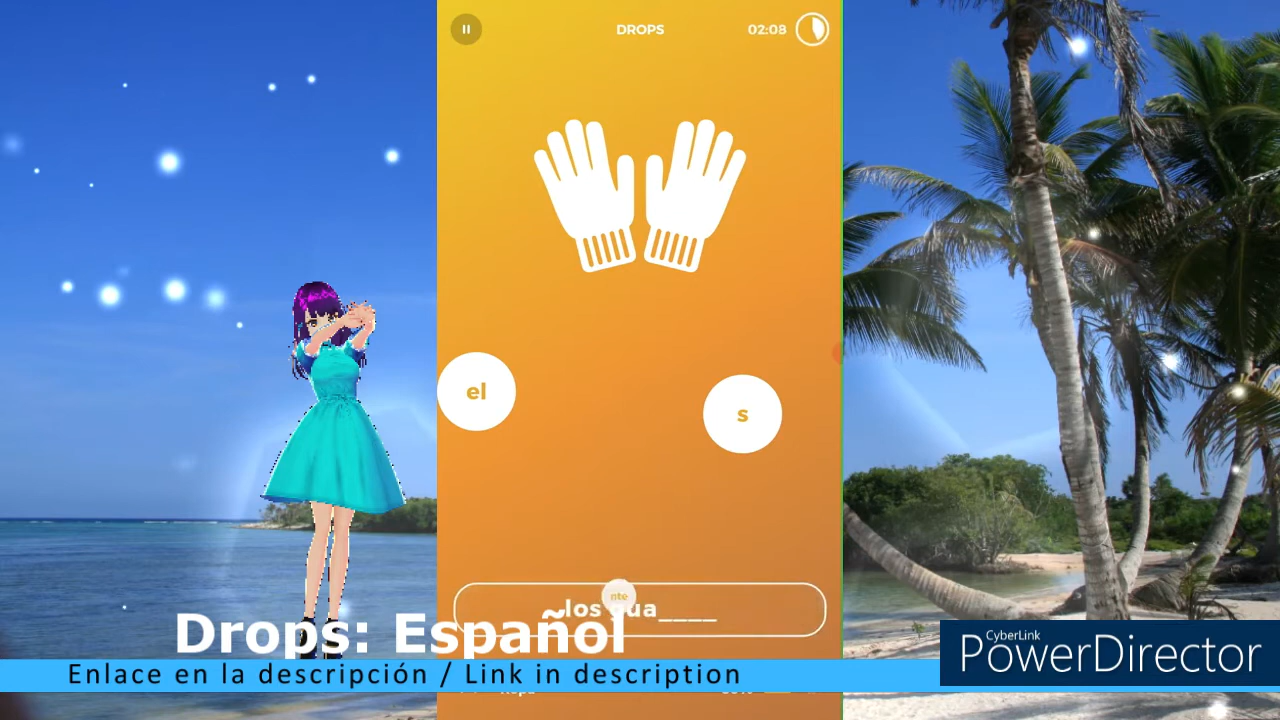 DROPS
02:08
el
s
nte
los gua____
Drops: Español
Enlace en la descripción / Link in description
CyberLink
PowerDirector